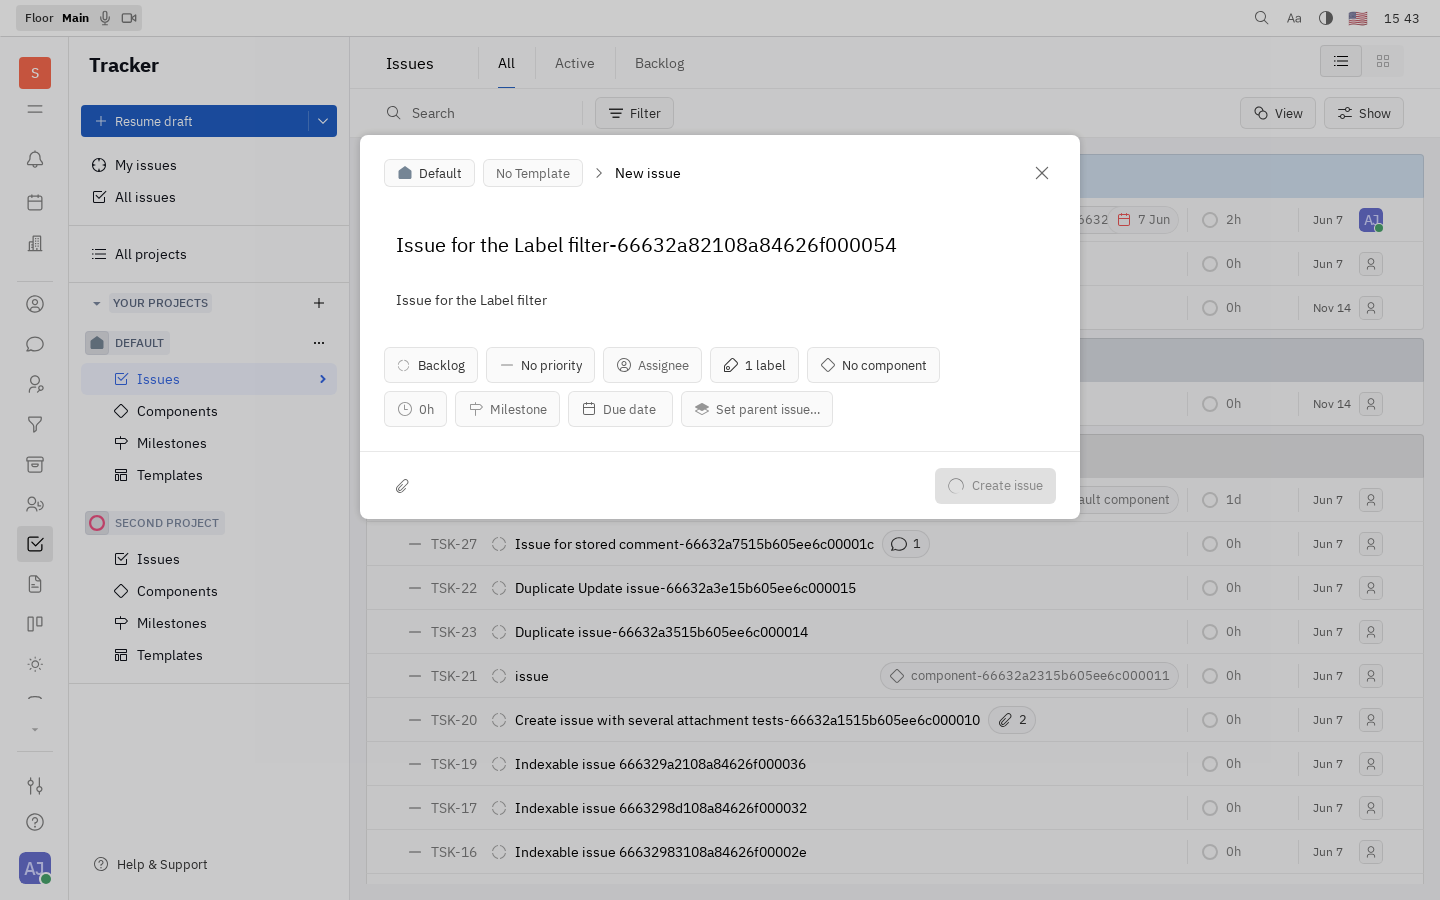 Floor Main
Aa
15 43
S
Tracker
Resume draft
My issues
All issues
All projects
YOUR PROJECTS
DEFAULT
Issues
Components
Milestones
Templates
SECOND PROJECT
Issues
Components
Milestones
Templates
Help & Support
AJ
Issues
All
Active
Backlog
Search
Filter
View
Show
Default
No Template
New issue
Issue for the Label filter-66632a82108a84626f000054
Issue for the Label filter
Backlog
No priority
Assignee
1 label
No component
0h
Milestone
Due date
Set parent issue...
Create issue
6632
7 Jun
2h
Jun 7
AJ
0h
Jun 7
0h
Nov 14
0h
Nov 14
ault component
1d
Jun 7
TSK-27 Issue for stored comment-66632a7515b605ee6c00001c 1 0h Jun 7
TSK-22 Duplicate Update issue-66632a3e15b605ee6c000015 0h Jun 7
TSK-23 Duplicate issue-66632a3515b605ee6c000014 0h Jun 7
TSK-21 issue component-66632a2315b605ee6c000011 0h Jun 7
TSK-20 Create issue with several attachment tests-66632a1515b605ee6c000010 2 0h Jun 7
TSK-19 Indexable issue 666329a2108a84626f000036 0h Jun 7
TSK-17 Indexable issue 6663298d108a84626f000032 0h Jun 7
TSK-16 Indexable issue 66632983108a84626f00002e 0h Jun 7